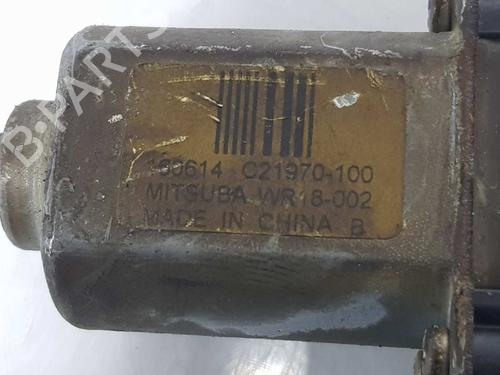 B-PARTS
160614 C21970-100
MITSUBA WR18-002
MADE IN CHINA B